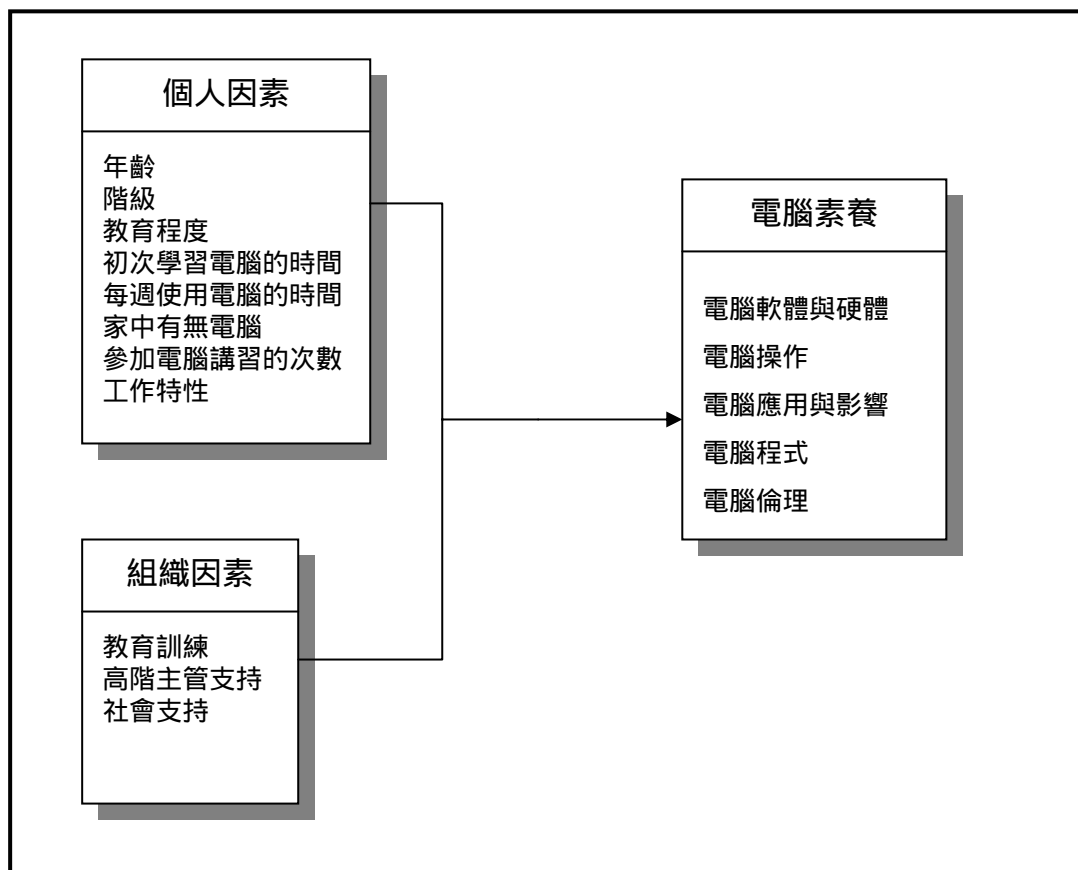 個人因素
年齡
階級
教育程度
初次學習電腦的時間
每週使用電腦的時間
家中有無電腦
參加電腦講習的次數
工作特性
電腦素養
電腦軟體與硬體
電腦操作
電腦應用與影響
電腦程式
電腦倫理
組織因素
教育訓練
高階主管支持
社會支持